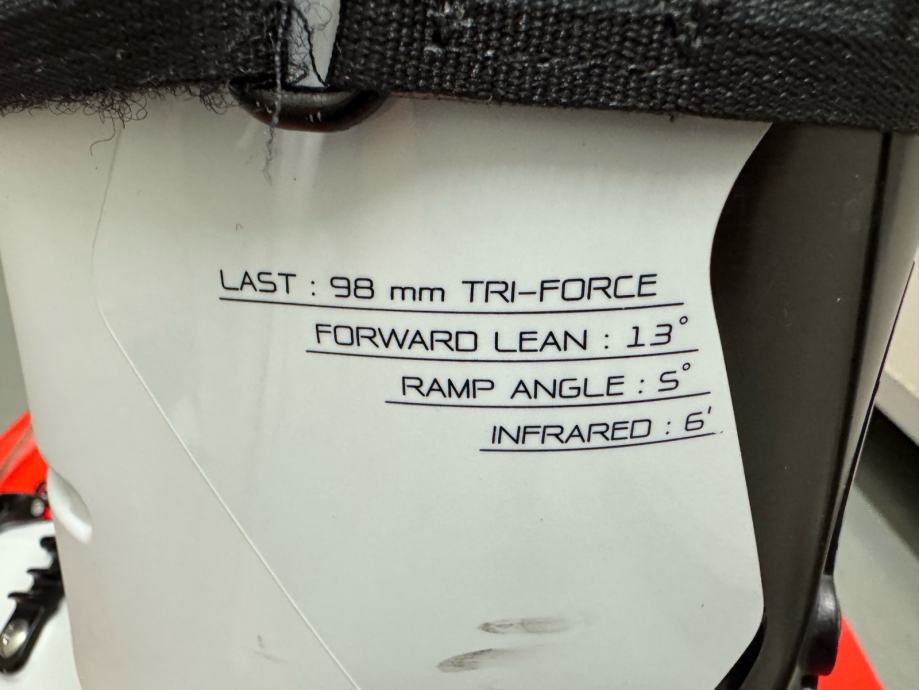 LAST : 98 mm TRI-FORCE
FORWARD LEAN : 13°
RAMP ANGLE : 5°
INFRARED : 6'